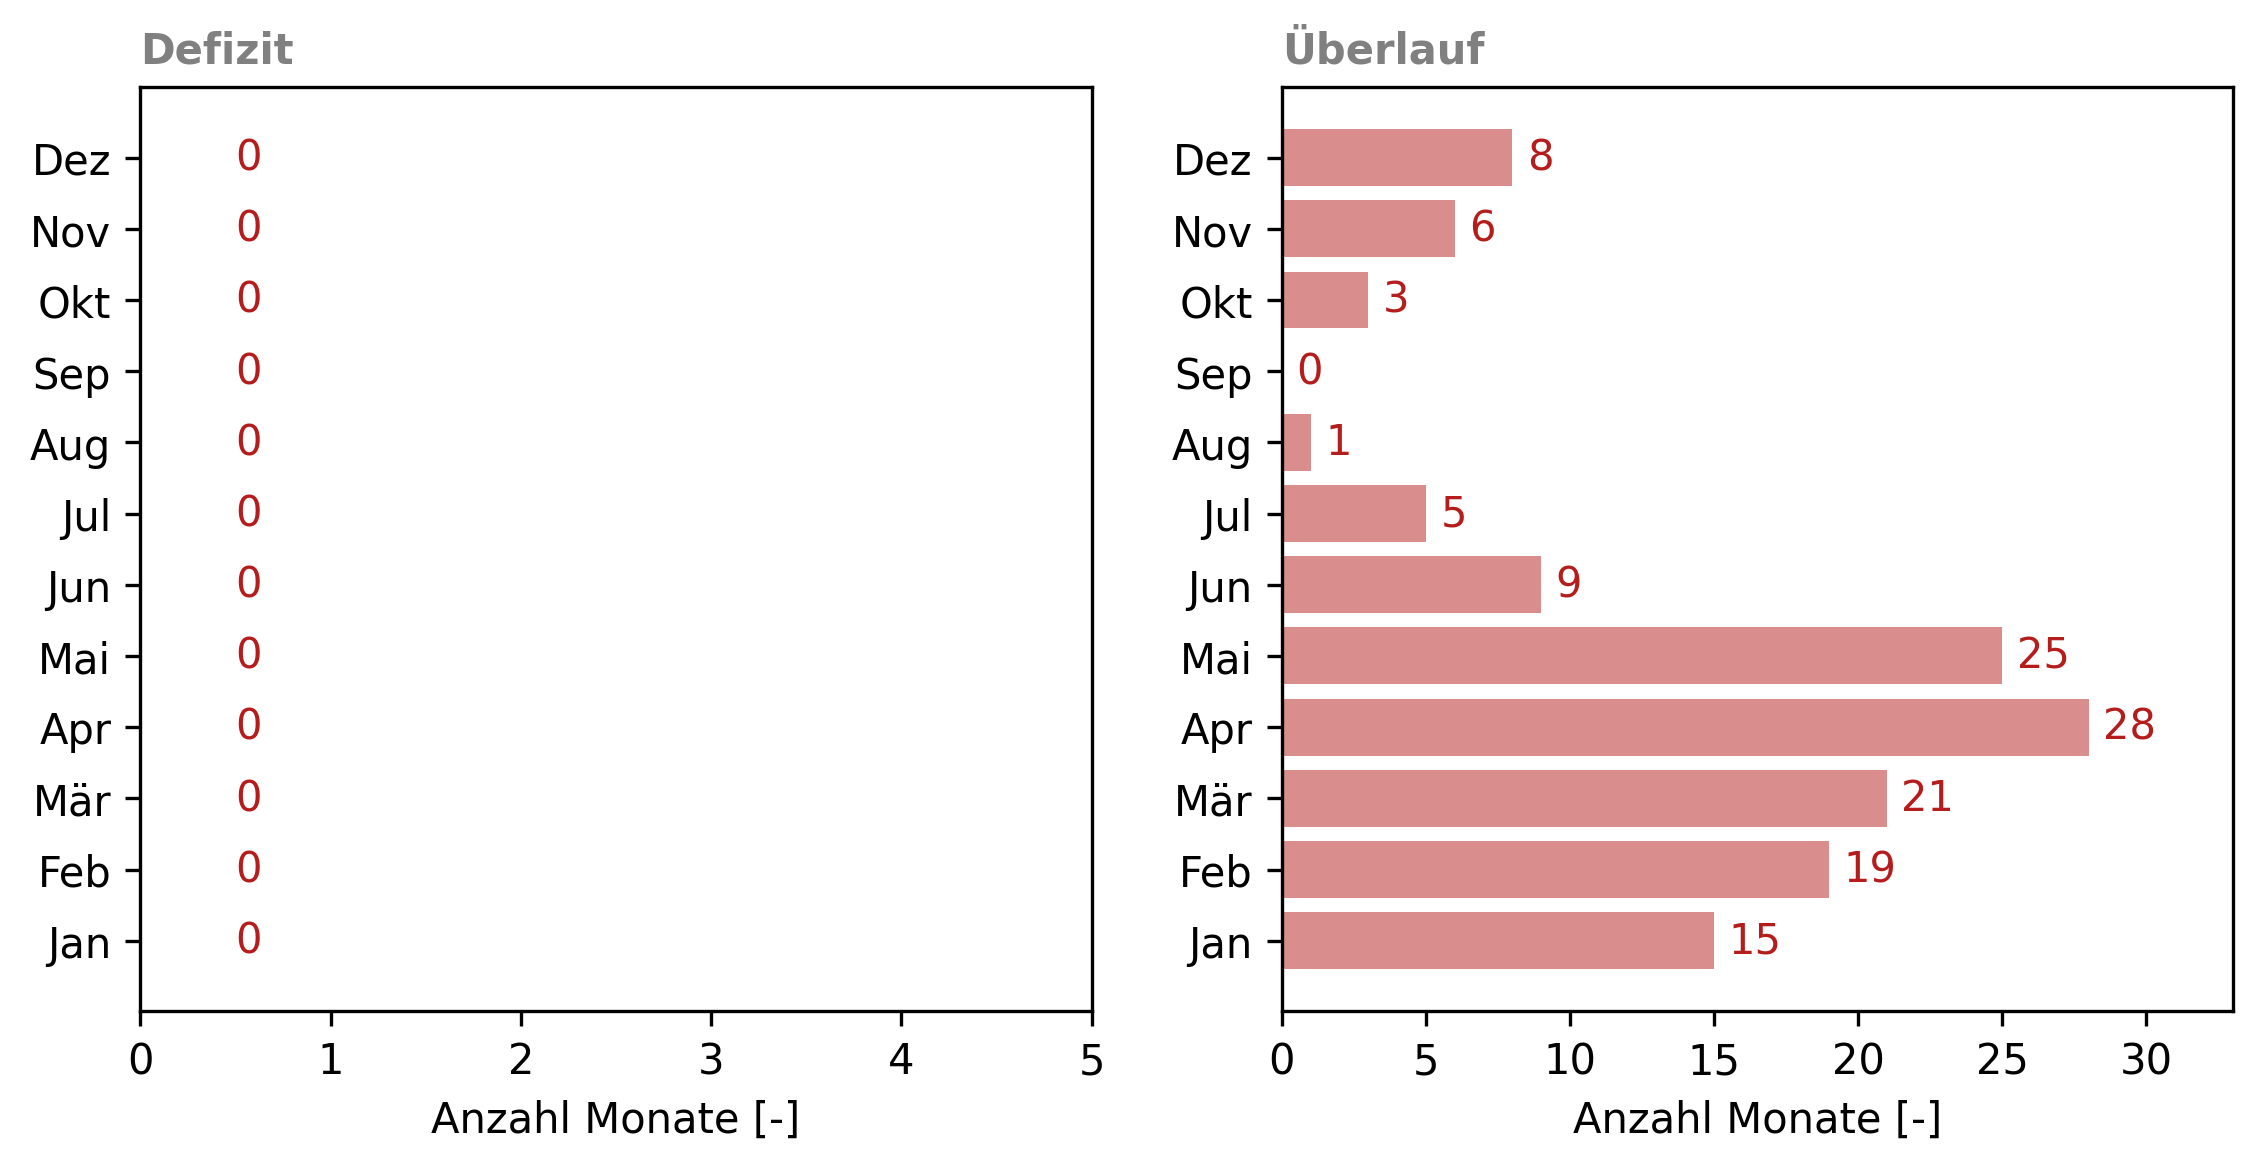 Defizit
Dez 0
Nov 0
Okt 0
Sep 0
Aug 0
Jul 0
Jun 0
Mai 0
Apr 0
Mär 0
Feb 0
Jan 0
0 1 2 3 4 5
Anzahl Monate [-]
Überlauf
Dez 8
Nov 6
Okt 3
Sep 0
Aug 1
Jul 5
Jun 9
Mai 25
Apr 28
Mär 21
Feb 19
Jan 15
0 5 10 15 20 25 30
Anzahl Monate [-]